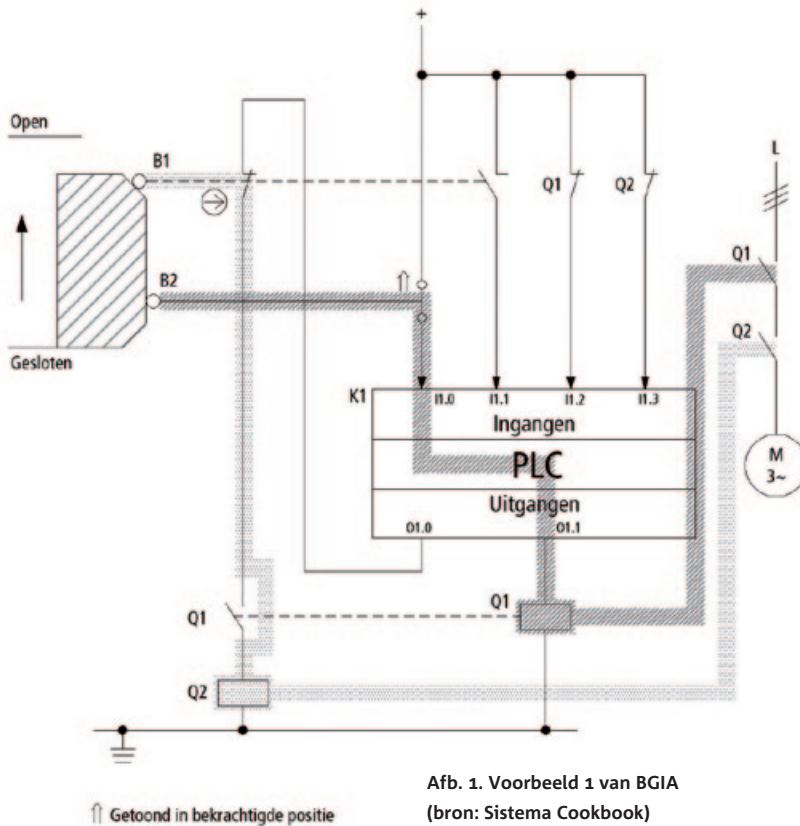 +
Open
B1
L
Q1
Q2
Q1
B2
Q2
Gesloten
K1
I1.0
I1.1
I1.2
I1.3
Ingangen
PLC
M
3~
Uitgangen
O1.0
O1.1
Q1
Q1
Q2
Afb. 1. Voorbeeld 1 van BGIA
(bron: Sistema Cookbook)
⇧ Getoond in bekrachtigde positie